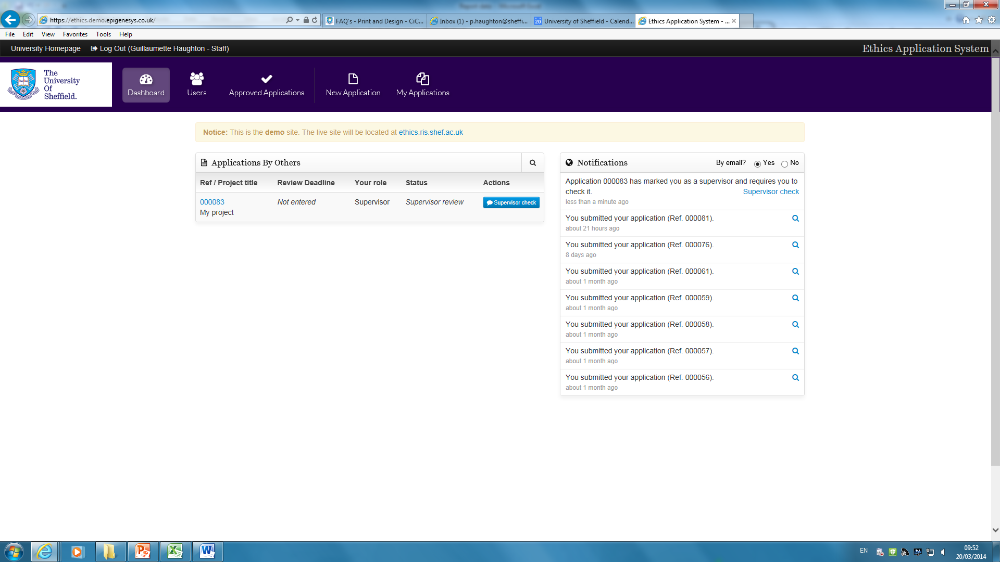 https://ethics.demo.epigenesys.co.uk/
FAQ's - Print and Design - CiC...
Inbox (1) - p.haughton@sheffi...
20 University of Sheffield - Calend...
Ethics Application System - ...
File Edit View Favorites Tools Help
University Homepage Log Out (Guillaumette Haughton - Staff) Ethics Application System
The
University
Of
Sheffield.
Dashboard Users Approved Applications New Application My Applications
Notice: This is the demo site. The live site will be located at ethics.ris.shef.ac.uk
Applications By Others
Ref / Project title Review Deadline Your role Status Actions
000083 Not entered Supervisor Supervisor review Supervisor check
My project
Notifications By email? Yes No
Application 000083 has marked you as a supervisor and requires you to
check it. Supervisor check
less than a minute ago
You submitted your application (Ref. 000081).
about 21 hours ago
You submitted your application (Ref. 000076).
8 days ago
You submitted your application (Ref. 000061).
about 1 month ago
You submitted your application (Ref. 000059).
about 1 month ago
You submitted your application (Ref. 000058).
about 1 month ago
You submitted your application (Ref. 000057).
about 1 month ago
You submitted your application (Ref. 000056).
about 1 month ago
EN
09:52
20/03/2014